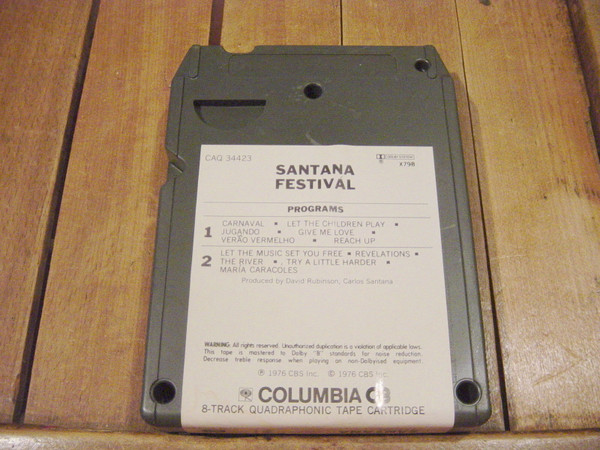 CAQ 34423
DOLBY SYSTEM
X798
SANTANA
FESTIVAL
PROGRAMS
1 CARNAVAL • LET THE CHILDREN PLAY •
JUGANDO • GIVE ME LOVE •
VERÃO VERMELHO • REACH UP
2 LET THE MUSIC SET YOU FREE • REVELATIONS •
THE RIVER • TRY A LITTLE HARDER •
MARÍA CARACOLES
Produced by David Rubinson, Carlos Santana
WARNING: All rights reserved. Unauthorized duplication is a violation of applicable laws.
This tape is mastered to Dolby "B" standards for noise reduction.
Decrease treble response when playing on non-Dolbyised equipment.
℗ 1976 CBS Inc. © 1976 CBS Inc.
COLUMBIA
8-TRACK QUADRAPHONIC TAPE CARTRIDGE